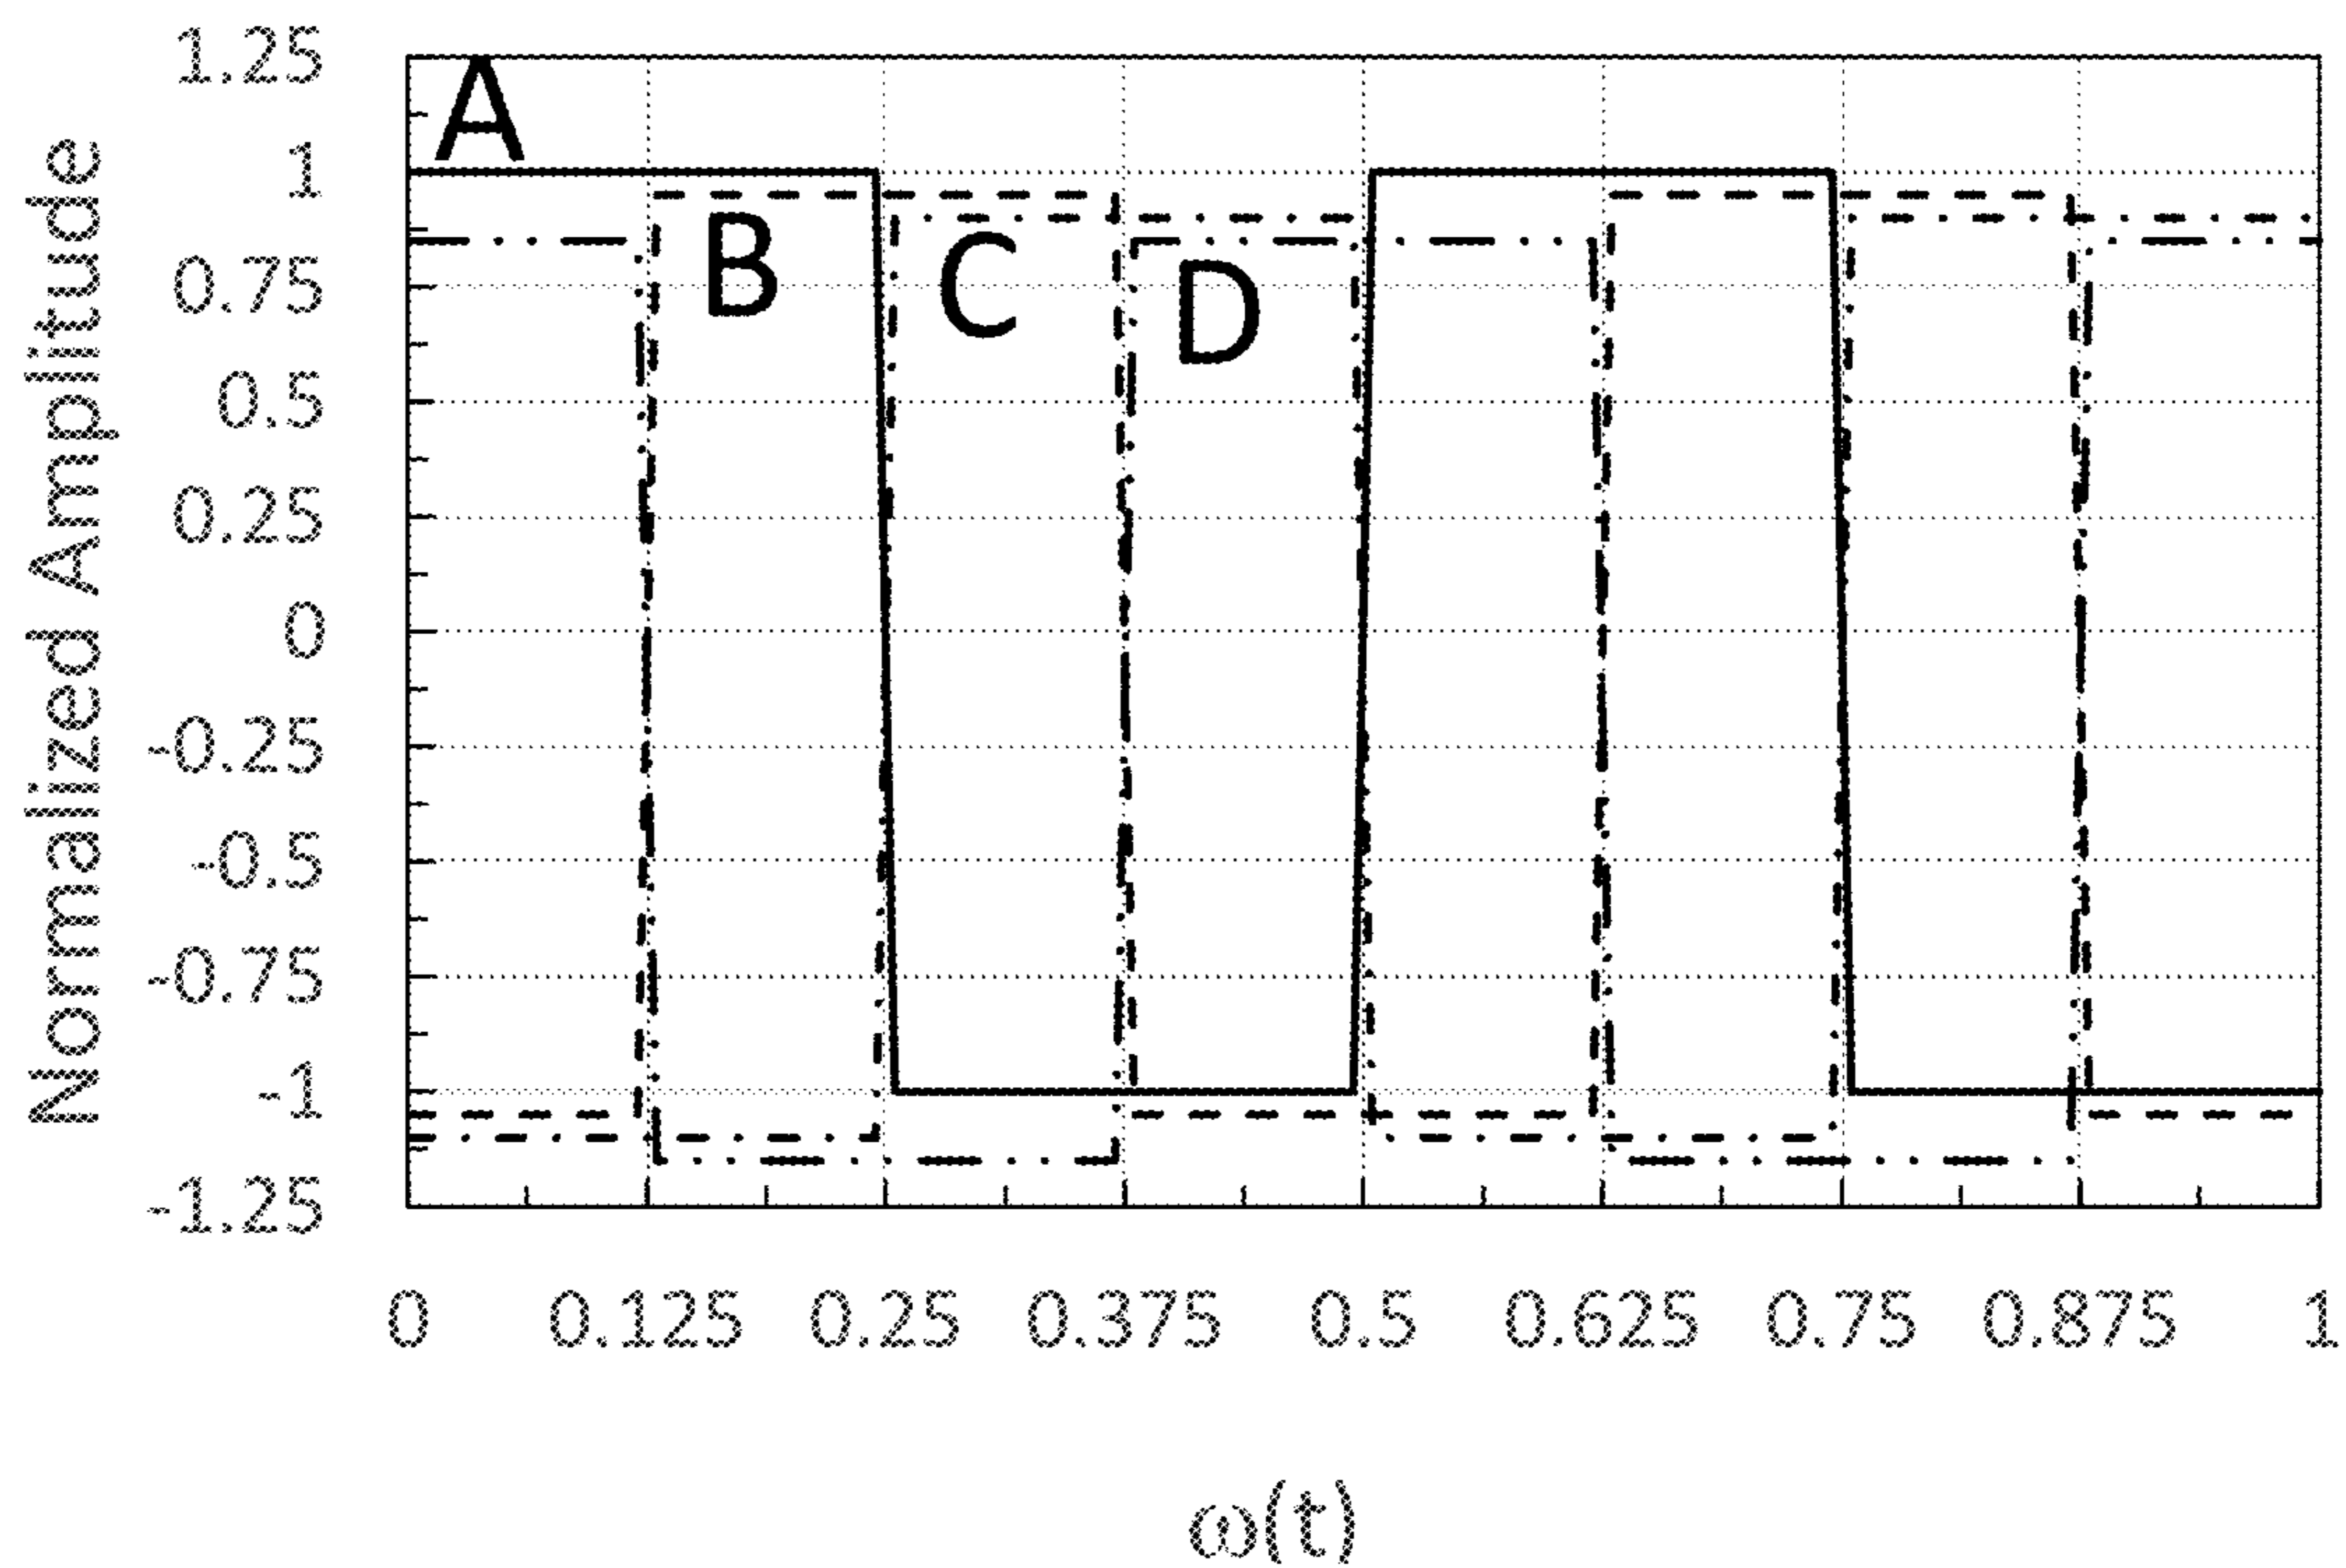 Normalized Amplitude
1.25
1
0.75
0.5
0.25
0
-0.25
-0.5
-0.75
-1
-1.25
A
B
C
D
0 0.125 0.25 0.375 0.5 0.625 0.75 0.875 1
ω(t)